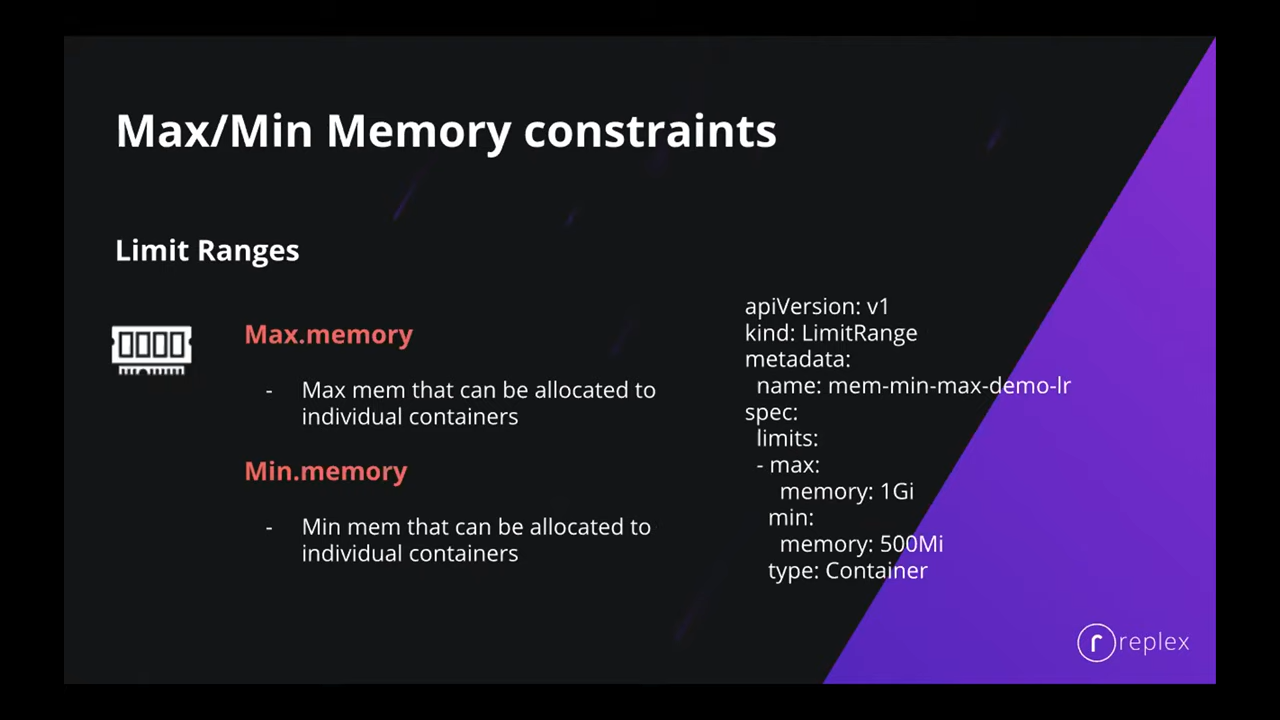 Max/Min Memory constraints
Limit Ranges
Max.memory
- Max mem that can be allocated to
individual containers
Min.memory
- Min mem that can be allocated to
individual containers
apiVersion: v1
kind: LimitRange
metadata:
  name: mem-min-max-demo-lr
spec:
  limits:
  - max:
      memory: 1Gi
    min:
      memory: 500Mi
    type: Container
r replex